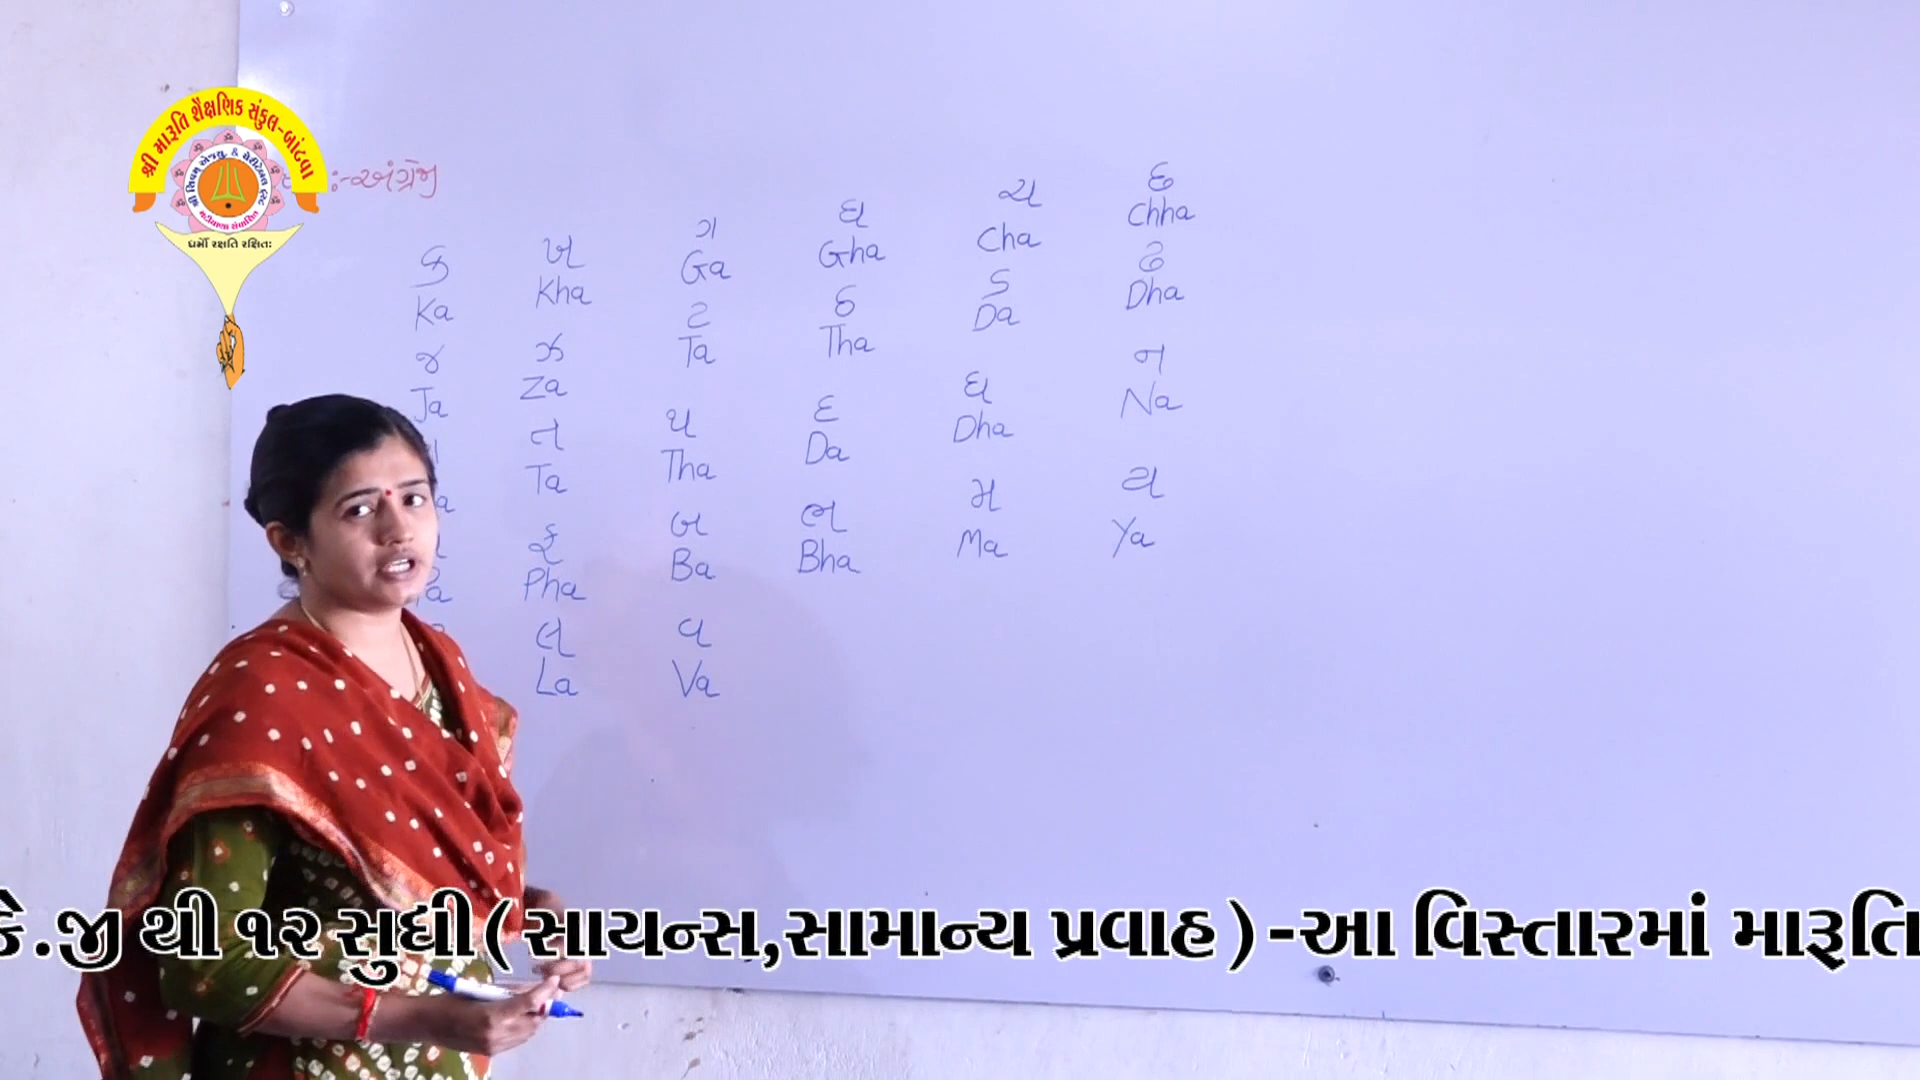 શ્રી મારૂતિ શૈક્ષણિક સંકુલ-બાંટવા
ધર્મો રક્ષતિ રક્ષિતઃ
:-અંગ્રેજી
ક ખ ગ ઘ ચ છ
Ka Kha Ga Gha Cha Chha
જ ઝ ટ ઠ ડ ઢ
Ja Za Ta Tha Da Dha
ત થ દ ધ ન
Ta Tha Da Dha Na
ફ બ ભ મ ય
Pha Ba Bha Ma Ya
લ વ
La Va
કે.જી થી ૧૨ સુધી(સાયન્સ,સામાન્ય પ્રવાહ)-આ વિસ્તારમાં મારૂતિ